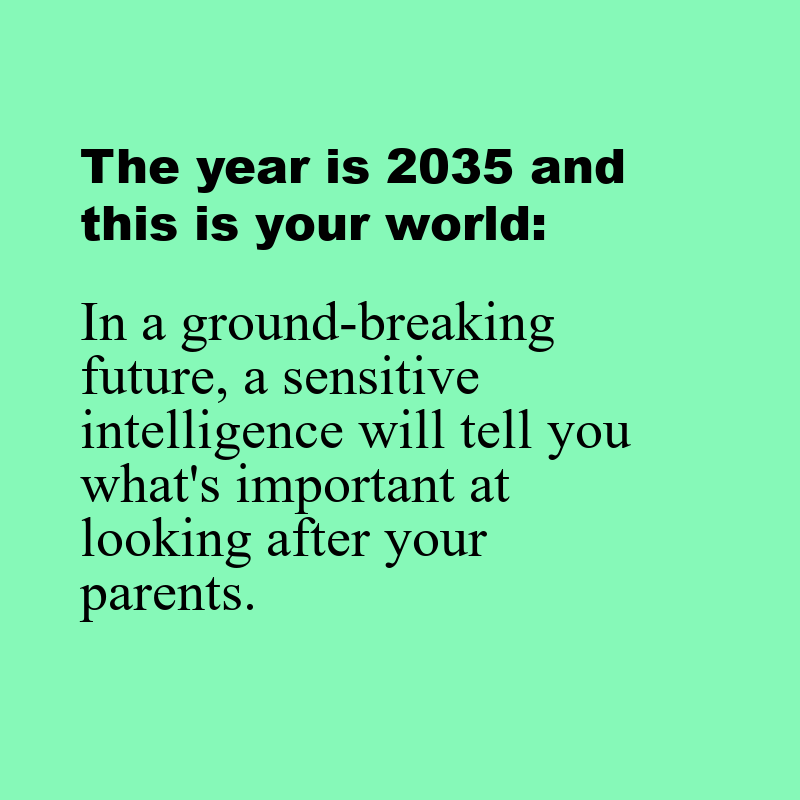 The year is 2035 and
this is your world:
In a ground-breaking
future, a sensitive
intelligence will tell you
what's important at
looking after your
parents.